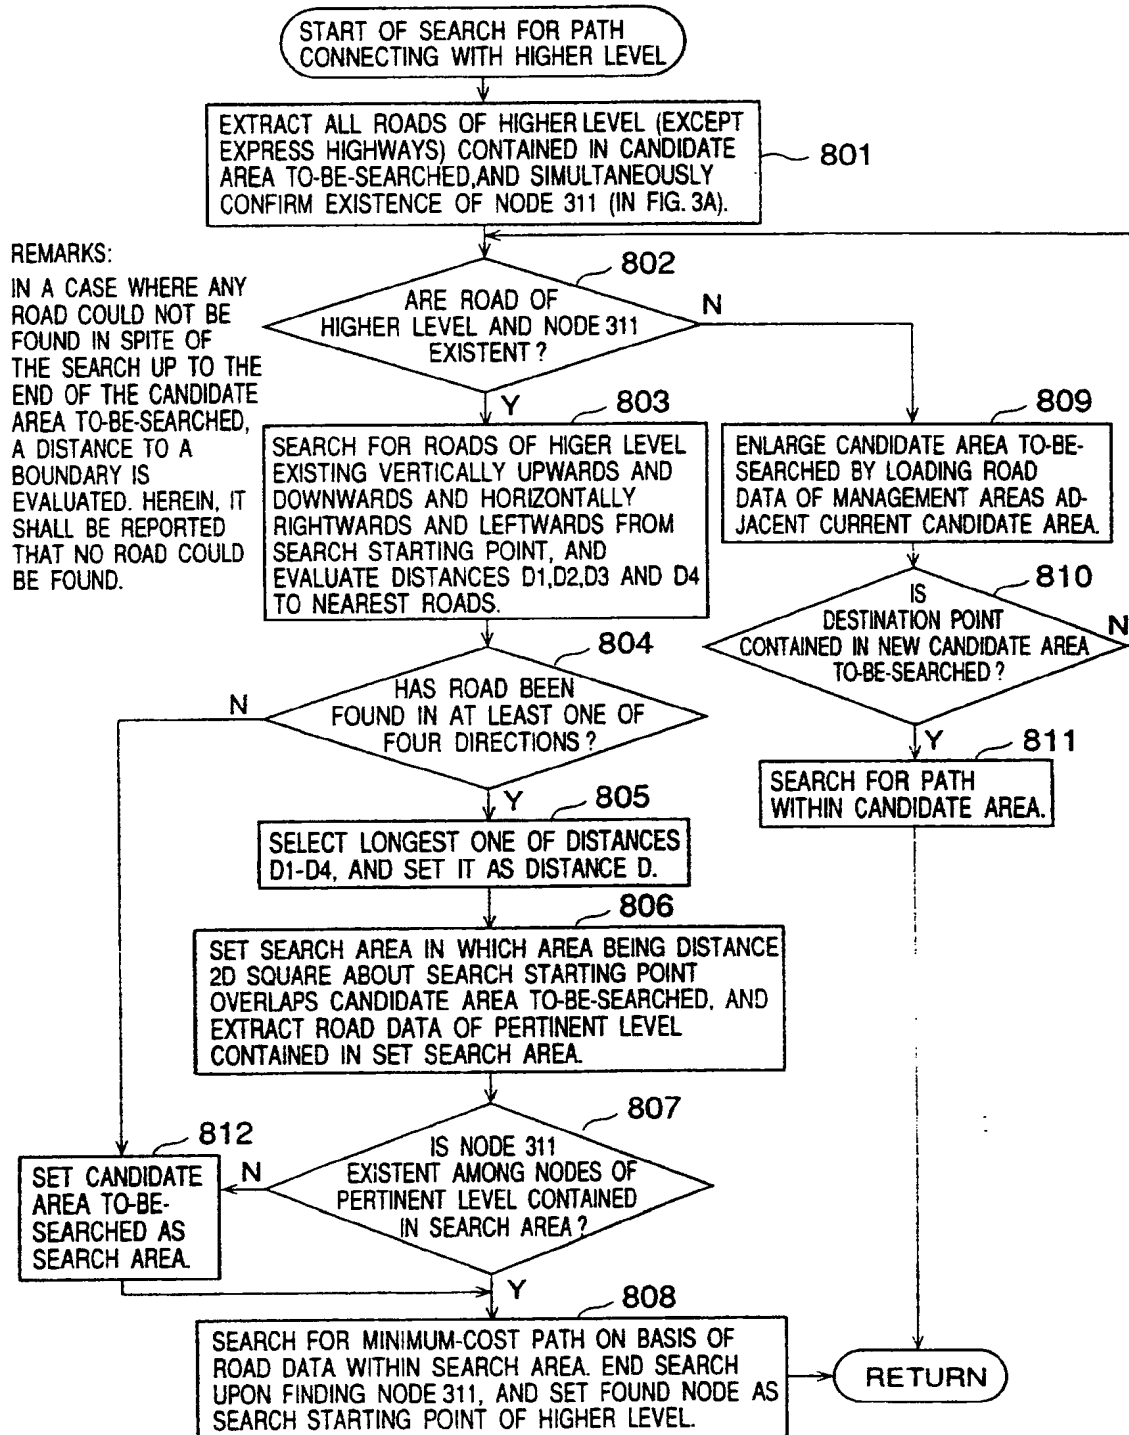 START OF SEARCH FOR PATH
CONNECTING WITH HIGHER LEVEL
EXTRACT ALL ROADS OF HIGHER LEVEL (EXCEPT
EXPRESS HIGHWAYS) CONTAINED IN CANDIDATE
AREA TO-BE-SEARCHED,AND SIMULTANEOUSLY
CONFIRM EXISTENCE OF NODE 311 (IN FIG. 3A).
801
REMARKS:
IN A CASE WHERE ANY
ROAD COULD NOT BE
FOUND IN SPITE OF
THE SEARCH UP TO THE
END OF THE CANDIDATE
AREA TO-BE-SEARCHED,
A DISTANCE TO A
BOUNDARY IS
EVALUATED. HEREIN, IT
SHALL BE REPORTED
THAT NO ROAD COULD
BE FOUND.
802
ARE ROAD OF
HIGHER LEVEL AND NODE 311
EXISTENT ?
N
Y
803
SEARCH FOR ROADS OF HIGER LEVEL
EXISTING VERTICALLY UPWARDS AND
DOWNWARDS AND HORIZONTALLY
RIGHTWARDS AND LEFTWARDS FROM
SEARCH STARTING POINT, AND
EVALUATE DISTANCES D1,D2,D3 AND D4
TO NEAREST ROADS.
809
ENLARGE CANDIDATE AREA TO-BE-
SEARCHED BY LOADING ROAD
DATA OF MANAGEMENT AREAS AD-
JACENT CURRENT CANDIDATE AREA.
810
IS
DESTINATION POINT
CONTAINED IN NEW CANDIDATE AREA
TO-BE-SEARCHED ?
N
Y
811
SEARCH FOR PATH
WITHIN CANDIDATE AREA.
804
HAS ROAD BEEN
FOUND IN AT LEAST ONE OF
FOUR DIRECTIONS ?
N
Y
805
SELECT LONGEST ONE OF DISTANCES
D1-D4, AND SET IT AS DISTANCE D.
806
SET SEARCH AREA IN WHICH AREA BEING DISTANCE
2D SQUARE ABOUT SEARCH STARTING POINT
OVERLAPS CANDIDATE AREA TO-BE-SEARCHED, AND
EXTRACT ROAD DATA OF PERTINENT LEVEL
CONTAINED IN SET SEARCH AREA.
807
IS NODE 311
EXISTENT AMONG NODES OF
PERTINENT LEVEL CONTAINED
IN SEARCH AREA ?
N
Y
812
SET CANDIDATE
AREA TO-BE-
SEARCHED AS
SEARCH AREA.
808
SEARCH FOR MINIMUM-COST PATH ON BASIS OF
ROAD DATA WITHIN SEARCH AREA. END SEARCH
UPON FINDING NODE 311, AND SET FOUND NODE AS
SEARCH STARTING POINT OF HIGHER LEVEL.
RETURN